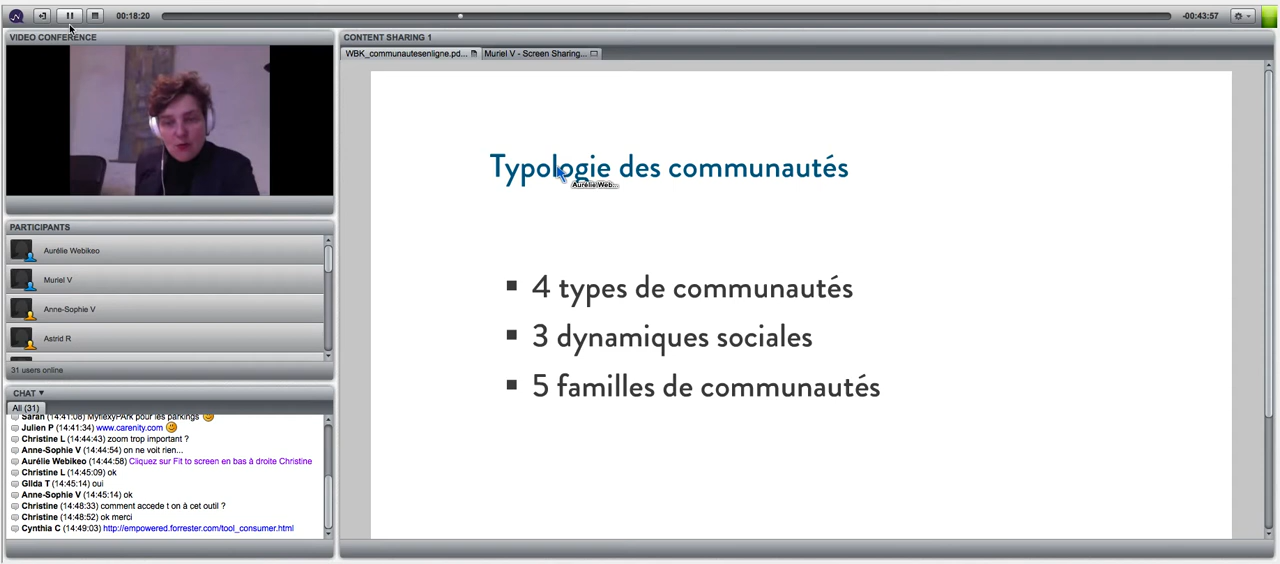 00:18:20
-00:43:57
VIDEO CONFERENCE
CONTENT SHARING 1
WBK_communautesenligne.pd...
Muriel V - Screen Sharing...
Typologie des communautés
Aurélie Web...
4 types de communautés
3 dynamiques sociales
5 familles de communautés
PARTICIPANTS
Aurélie Webikeo
Muriel V
Anne-Sophie V
Astrid R
31 users online
CHAT
All (31)
Sarah (14:41:08) MyflexyPArk pour les parkings
Julien P (14:41:34) www.carenity.com
Christine L (14:44:43) zoom trop important ?
Anne-Sophie V (14:44:54) on ne voit rien...
Aurélie Webikeo (14:44:58) Cliquez sur Fit to screen en bas à droite Christine
Christine L (14:45:09) ok
Gilda T (14:45:14) oui
Anne-Sophie V (14:45:14) ok
Christine (14:48:33) comment accede t on à cet outil ?
Christine (14:48:52) ok merci
Cynthia C (14:49:03) http://empowered.forrester.com/tool_consumer.html